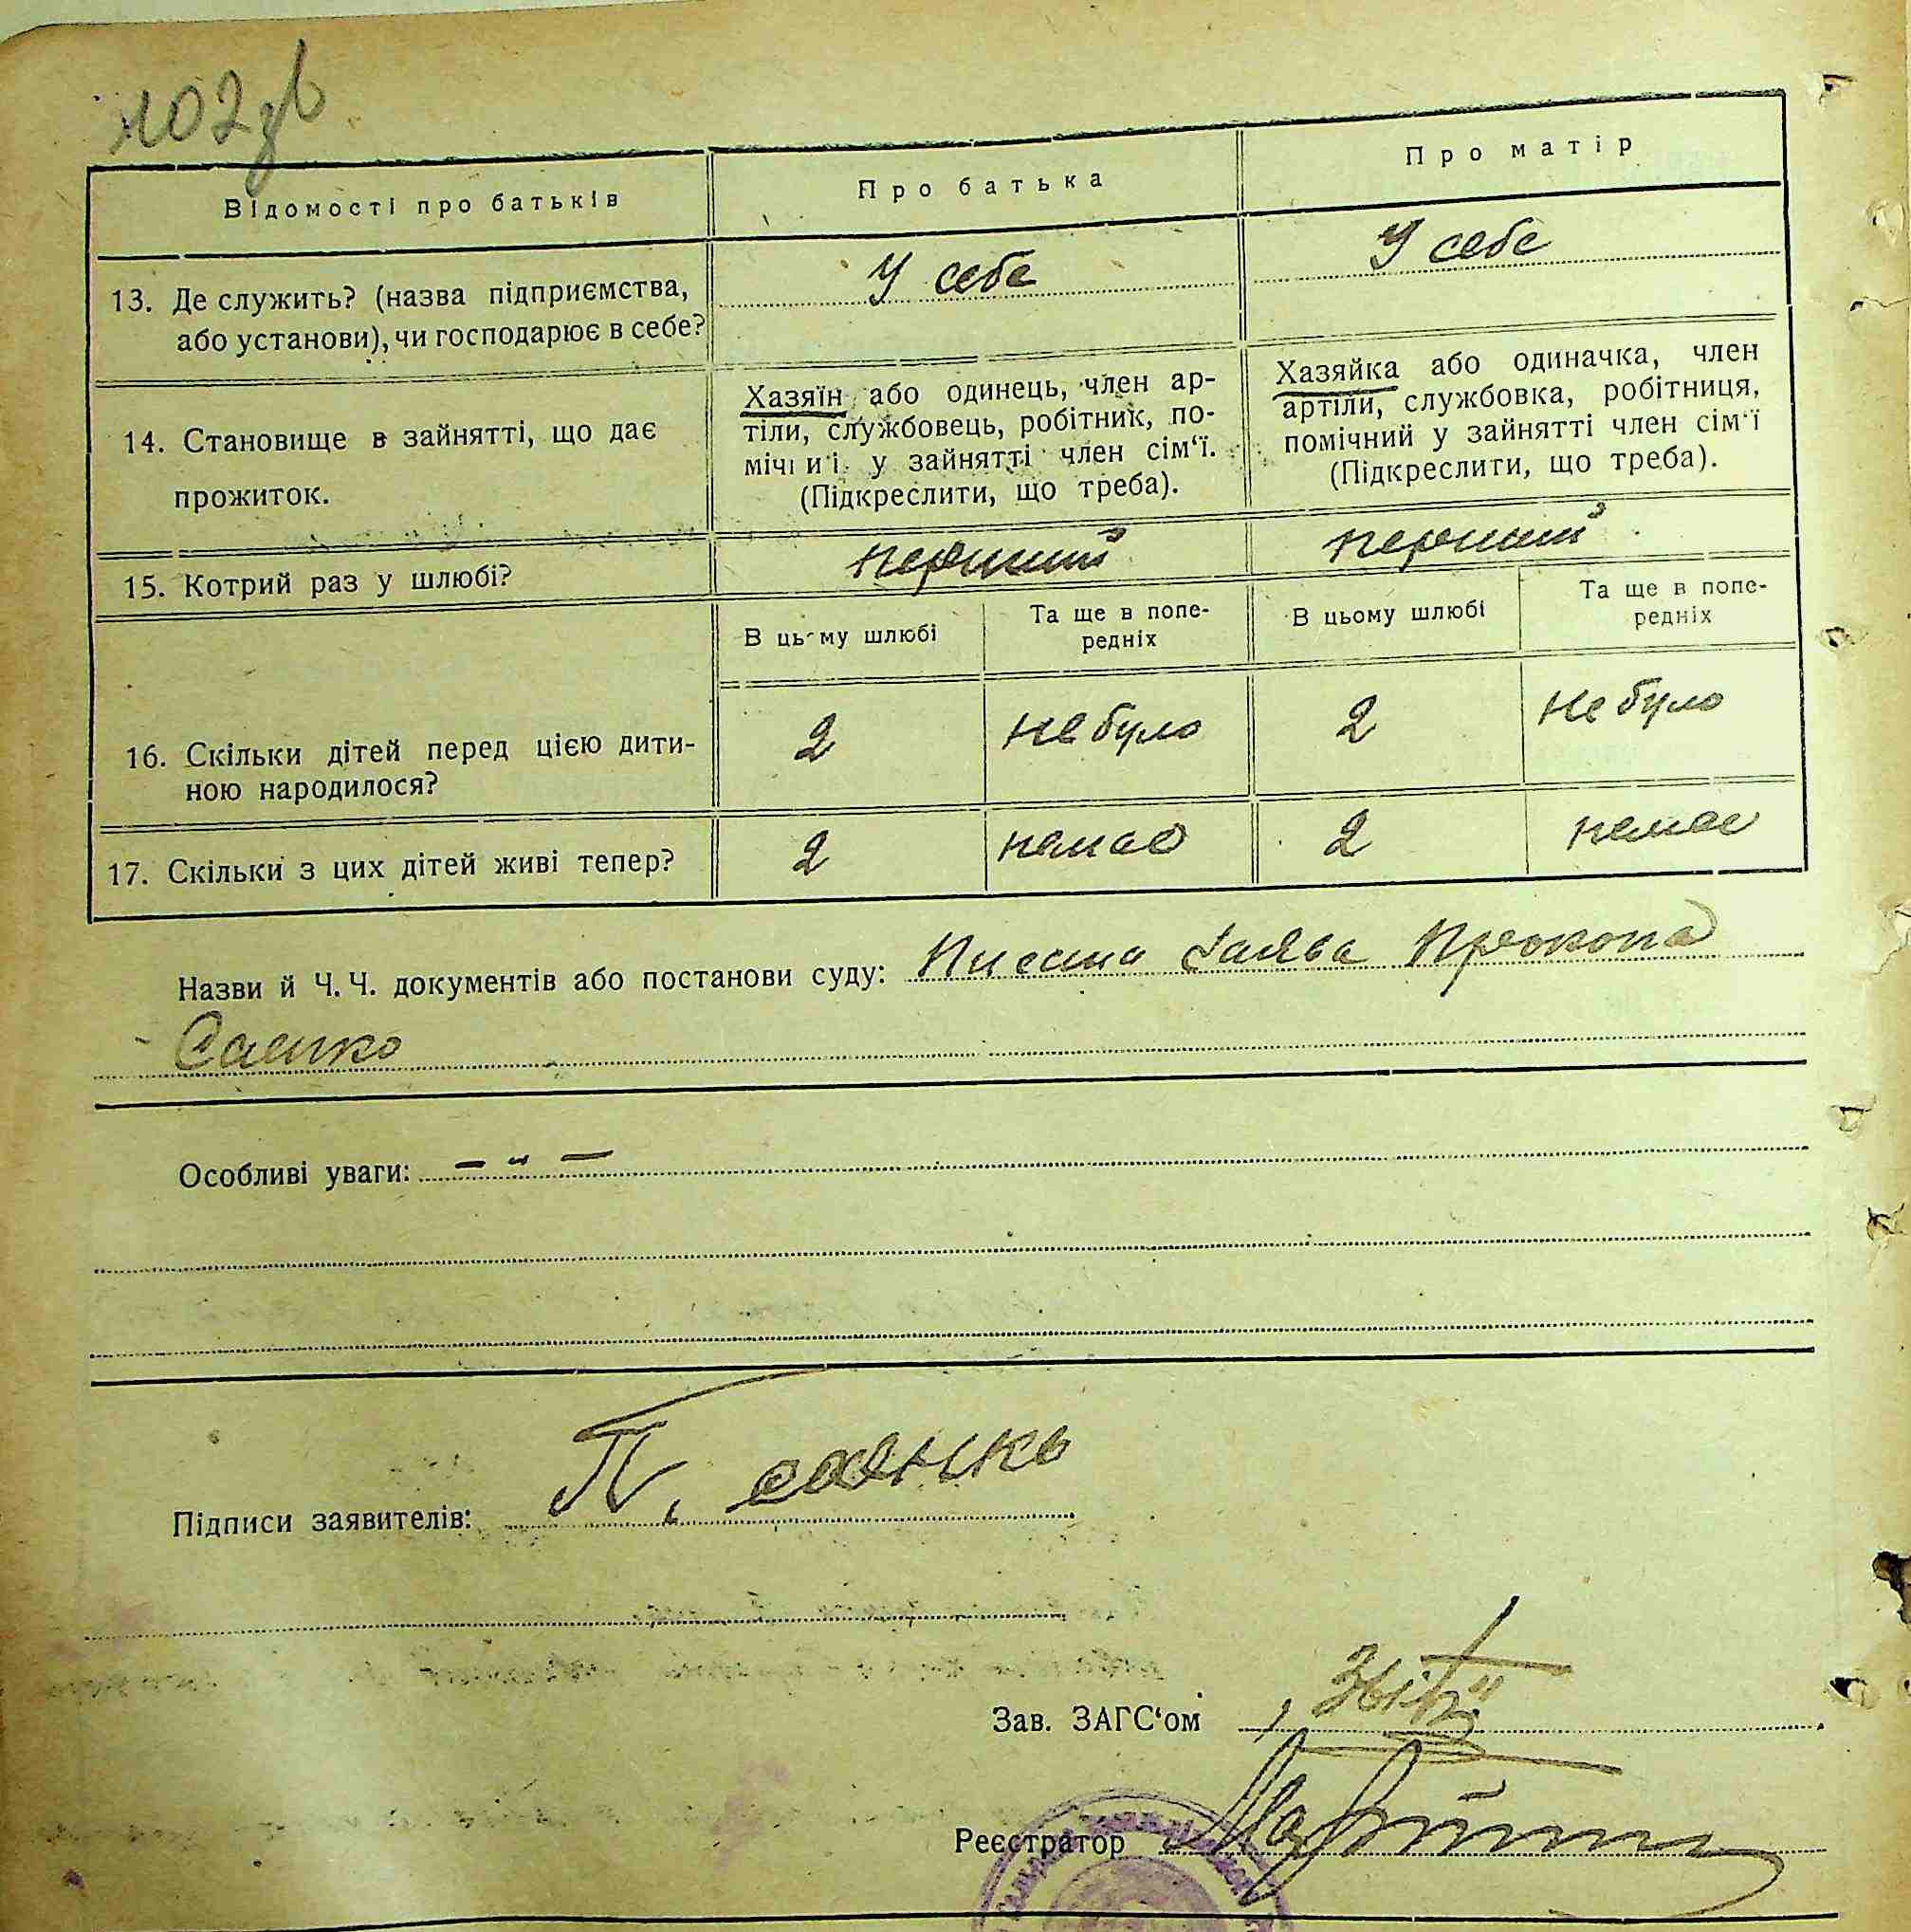 102зв
Відомості про батьків
Про батька
Про матір
13. Де служить? (назва підприємства,
або установи), чи господарює в себе?
У себе
У себе
14. Становище в зайнятті, що дає
прожиток.
Хазяїн або одинець, член ар-
тіли, службовець, робітник, по-
мічний у зайнятті член сім‘ї.
(Підкреслити, що треба).
Хазяйка або одиначка, член
артіли, службовка, робітниця,
помічний у зайнятті член сім‘ї
(Підкреслити, що треба).
15. Котрий раз у шлюбі?
перший
перший
В цьму шлюбі
Та ще в попе-
редніх
В цьому шлюбі
Та ще в попе-
редніх
16. Скільки дітей перед цією дити-
ною народилося?
2
не було
2
не було
17. Скільки з цих дітей живі тепер?
2
немає
2
немає
Назви й Ч. Ч. документів або постанови суду: заява Прокопа
Саенко
Особливі уваги: — „ —
Підписи заявителів: П. саенко
Зав. ЗАГС‘ом
Реєстратор